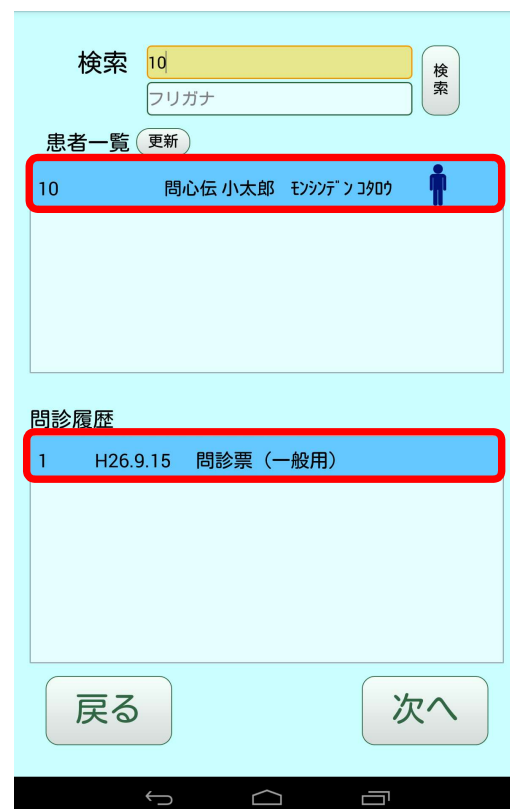 検索 10
フリガナ
検索
患者一覧 更新
10 問心伝 小太郎 ﾓﾝｼﾝﾃﾞﾝ ｺﾀﾛｳ
問診履歴
1 H26.9.15 問診票（一般用）
戻る 次へ